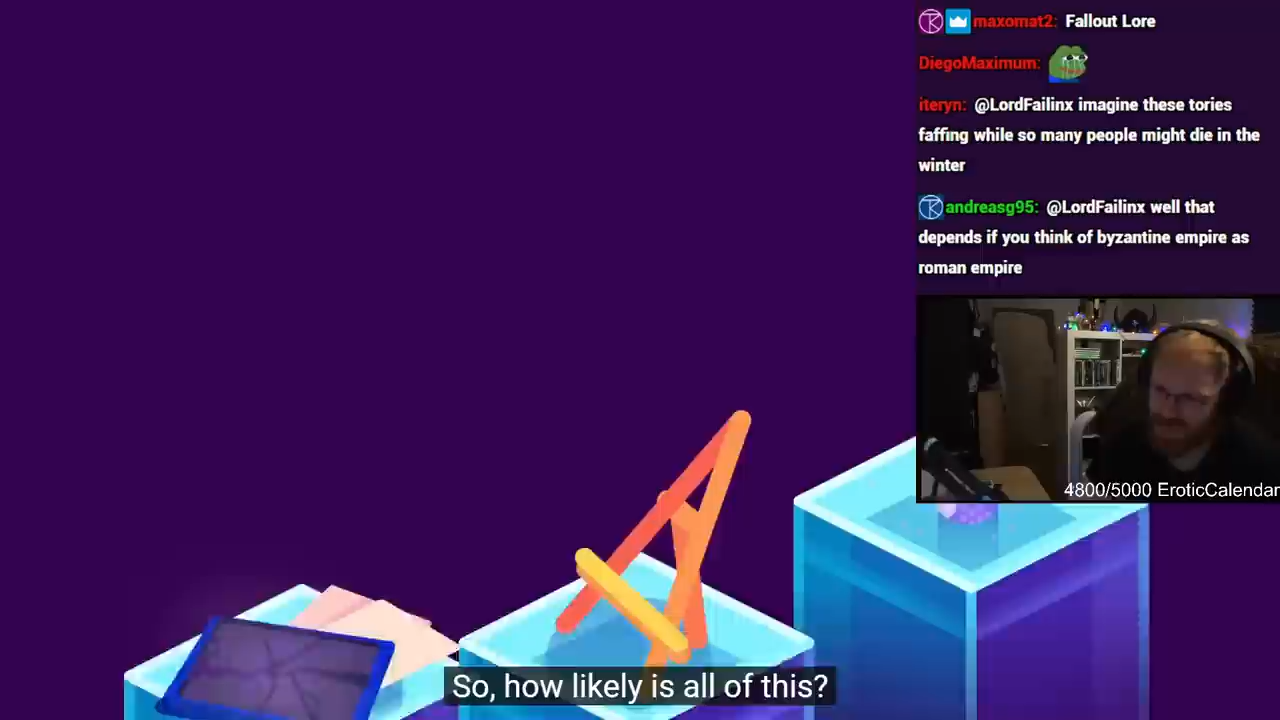 maxomat2: Fallout Lore
DiegoMaximum:
iteryn: @LordFailinx imagine these tories
faffing while so many people might die in the
winter
andreasg95: @LordFailinx well that
depends if you think of byzantine empire as
roman empire
4800/5000 EroticCalendar
So, how likely is all of this?